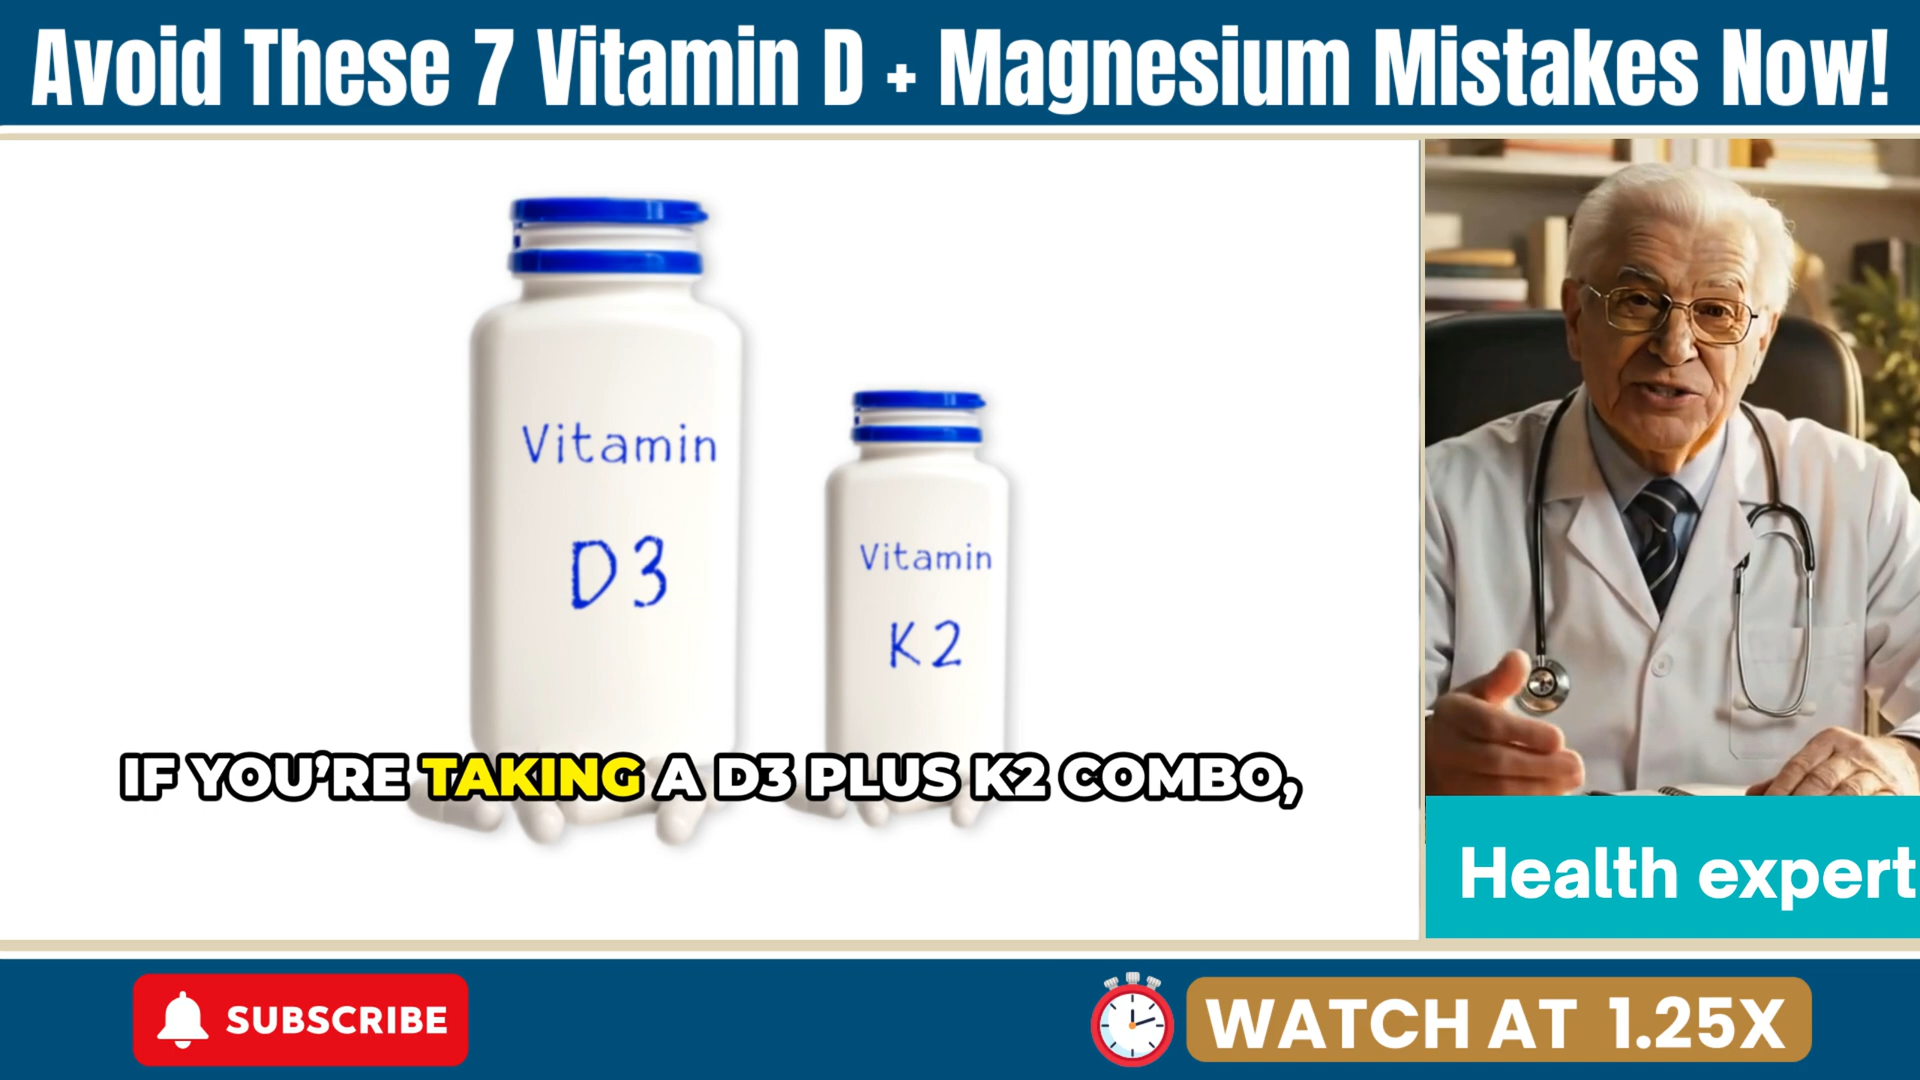 Avoid These 7 Vitamin D + Magnesium Mistakes Now!
Vitamin
D3
Vitamin
K2
IF YOU’RE TAKING A D3 PLUS K2 COMBO,
Health expert
SUBSCRIBE
WATCH AT 1.25X